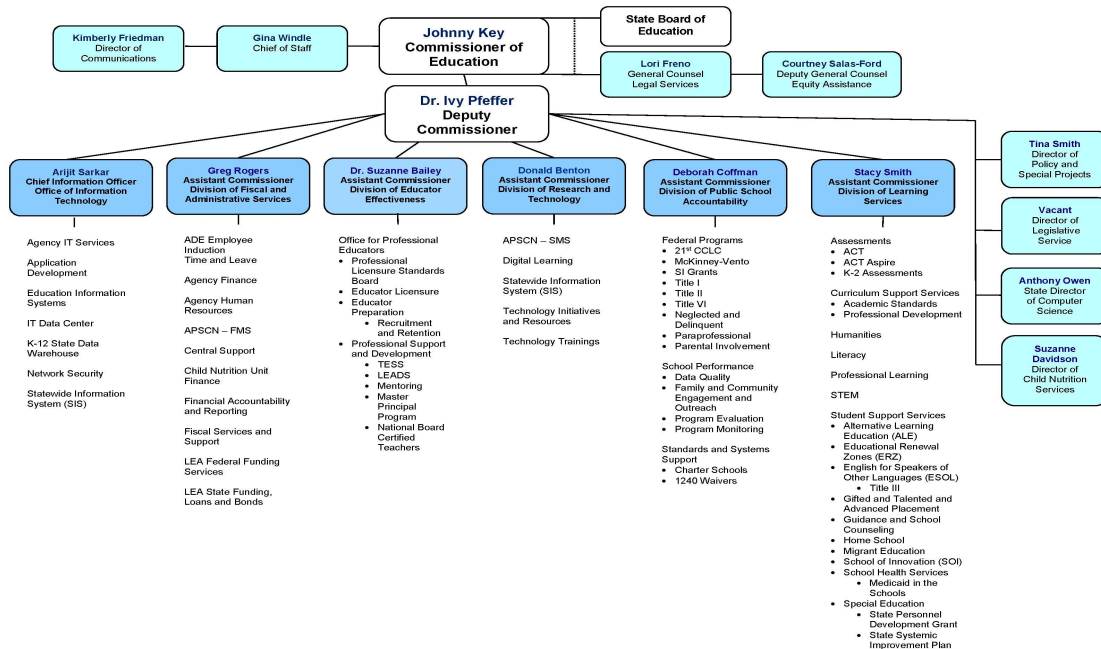 Kimberly Friedman
Director of
Communications
Gina Windle
Chief of Staff
Johnny Key
Commissioner of
Education
State Board of
Education
Lori Freno
General Counsel
Legal Services
Courtney Salas-Ford
Deputy General Counsel
Equity Assistance
Dr. Ivy Pfeffer
Deputy
Commissioner
Arijit Sarkar
Chief Information Officer
Office of Information
Technology
Agency IT Services
Application
Development
Education Information
Systems
IT Data Center
K-12 State Data
Warehouse
Network Security
Statewide Information
System (SIS)
Greg Rogers
Assistant Commissioner
Division of Fiscal and
Administrative Services
ADE Employee
Induction
Time and Leave
Agency Finance
Agency Human
Resources
APSCN – FMS
Central Support
Child Nutrition Unit
Finance
Financial Accountability
and Reporting
Fiscal Services and
Support
LEA Federal Funding
Services
LEA State Funding,
Loans and Bonds
Dr. Suzanne Bailey
Assistant Commissioner
Division of Educator
Effectiveness
Office for Professional
Educators
• Professional
Licensure Standards
Board
• Educator Licensure
• Educator
Preparation
• Recruitment
and Retention
• Professional Support
and Development
• TESS
• LEADS
• Mentoring
• Master
Principal
Program
• National Board
Certified
Teachers
Donald Benton
Assistant Commissioner
Division of Research and
Technology
APSCN – SMS
Digital Learning
Statewide Information
System (SIS)
Technology Initiatives
and Resources
Technology Trainings
Deborah Coffman
Assistant Commissioner
Division of Public School
Accountability
Federal Programs
• 21st CCLC
• McKinney-Vento
• SI Grants
• Title I
• Title II
• Title VI
• Neglected and
Delinquent
• Paraprofessional
• Parental Involvement
School Performance
• Data Quality
• Family and Community
Engagement and
Outreach
• Program Evaluation
• Program Monitoring
Standards and Systems
Support
• Charter Schools
• 1240 Waivers
Stacy Smith
Assistant Commissioner
Division of Learning
Services
Assessments
• ACT
• ACT Aspire
• K-2 Assessments
Curriculum Support Services
• Academic Standards
• Professional Development
Humanities
Literacy
Professional Learning
STEM
Student Support Services
• Alternative Learning
Education (ALE)
• Educational Renewal
Zones (ERZ)
• English for Speakers of
Other Languages (ESOL)
• Title III
• Gifted and Talented and
Advanced Placement
• Guidance and School
Counseling
• Home School
• Migrant Education
• School of Innovation (SOI)
• School Health Services
• Medicaid in the
Schools
• Special Education
• State Personnel
Development Grant
• State Systemic
Improvement Plan
Tina Smith
Director of
Policy and
Special Projects
Vacant
Director of
Legislative
Service
Anthony Owen
State Director
of Computer
Science
Suzanne
Davidson
Director of
Child Nutrition
Services